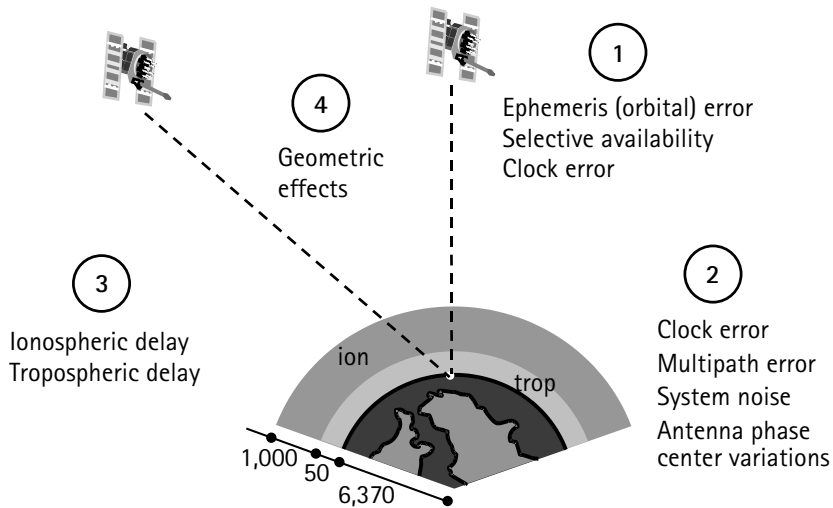 1
Ephemeris (orbital) error
Selective availability
Clock error
4
Geometric
effects
3
Ionospheric delay
Tropospheric delay
2
Clock error
Multipath error
System noise
Antenna phase
center variations
ion
trop
1,000
50
6,370